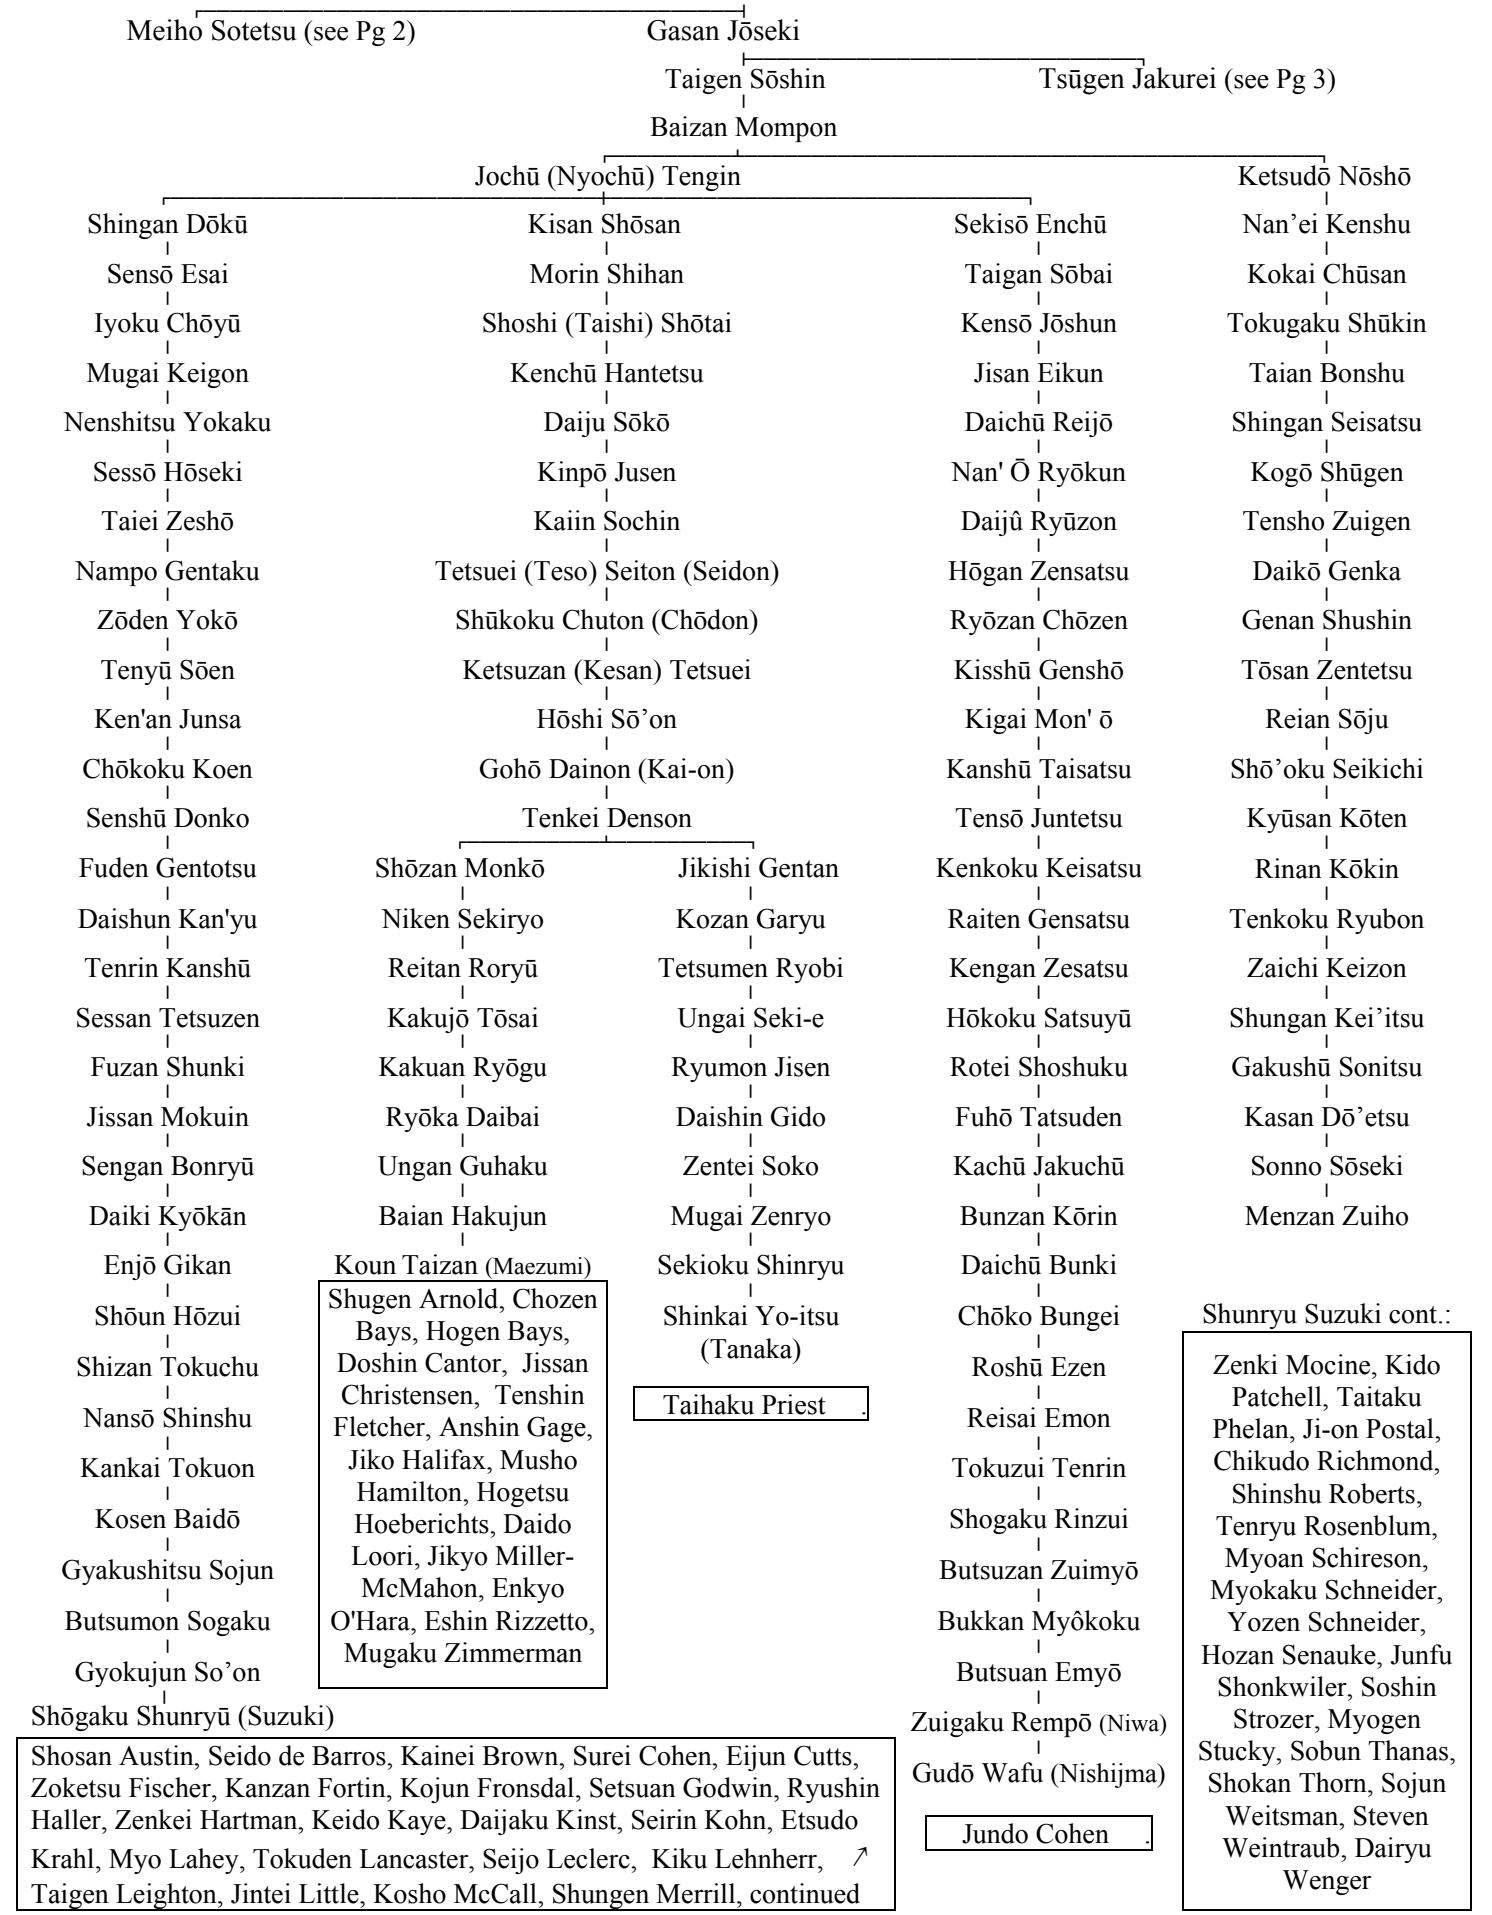 Meiho Sotetsu (see Pg 2)
Gasan Jōseki
Taigen Sōshin
Tsūgen Jakurei (see Pg 3)
Baizan Mompon
Jochū (Nyochū) Tengin
Ketsudō Nōshō
Shingan Dōkū
Sensō Esai
Iyoku Chōyū
Mugai Keigon
Nenshitsu Yokaku
Sessō Hōseki
Taiei Zeshō
Nampo Gentaku
Zōden Yokō
Tenyū Sōen
Ken'an Junsa
Chōkoku Koen
Senshū Donko
Fuden Gentotsu
Daishun Kan'yu
Tenrin Kanshū
Sessan Tetsuzen
Fuzan Shunki
Jissan Mokuin
Sengan Bonryū
Daiki Kyōkān
Enjō Gikan
Shōun Hōzui
Shizan Tokuchu
Nansō Shinshu
Kankai Tokuon
Kosen Baidō
Gyakushitsu Sojun
Butsumon Sogaku
Gyokujun So’on
Shōgaku Shunryū (Suzuki)
Shosan Austin, Seido de Barros, Kainei Brown, Surei Cohen, Eijun Cutts,
Zoketsu Fischer, Kanzan Fortin, Kojun Fronsdal, Setsuan Godwin, Ryushin
Haller, Zenkei Hartman, Keido Kaye, Daijaku Kinst, Seirin Kohn, Etsudo
Krahl, Myo Lahey, Tokuden Lancaster, Seijo Leclerc, Kiku Lehnherr, ↗
Taigen Leighton, Jintei Little, Kosho McCall, Shungen Merrill, continued
Kisan Shōsan
Morin Shihan
Shoshi (Taishi) Shōtai
Kenchū Hantetsu
Daiju Sōkō
Kinpō Jusen
Kaiin Sochin
Tetsuei (Teso) Seiton (Seidon)
Shūkoku Chuton (Chōdon)
Ketsuzan (Kesan) Tetsuei
Hōshi Sō’on
Gohō Dainon (Kai-on)
Tenkei Denson
Shōzan Monkō
Niken Sekiryo
Reitan Roryū
Kakujō Tōsai
Kakuan Ryōgu
Ryōka Daibai
Ungan Guhaku
Baian Hakujun
Koun Taizan (Maezumi)
Shugen Arnold, Chozen
Bays, Hogen Bays,
Doshin Cantor, Jissan
Christensen, Tenshin
Fletcher, Anshin Gage,
Jiko Halifax, Musho
Hamilton, Hogetsu
Hoeberichts, Daido
Loori, Jikyo Miller-
McMahon, Enkyo
O'Hara, Eshin Rizzetto,
Mugaku Zimmerman
Jikishi Gentan
Kozan Garyu
Tetsumen Ryobi
Ungai Seki-e
Ryumon Jisen
Daishin Gido
Zentei Soko
Mugai Zenryo
Sekioku Shinryu
Shinkai Yo-itsu
(Tanaka)
Taihaku Priest .
Sekisō Enchū
Taigan Sōbai
Kensō Jōshun
Jisan Eikun
Daichū Reijō
Nan' Ō Ryōkun
Daijû Ryūzon
Hōgan Zensatsu
Ryōzan Chōzen
Kisshū Genshō
Kigai Mon' ō
Kanshū Taisatsu
Tensō Juntetsu
Kenkoku Keisatsu
Raiten Gensatsu
Kengan Zesatsu
Hōkoku Satsuyū
Rotei Shoshuku
Fuhō Tatsuden
Kachū Jakuchū
Bunzan Kōrin
Daichū Bunki
Chōko Bungei
Roshū Ezen
Reisai Emon
Tokuzui Tenrin
Shogaku Rinzui
Butsuzan Zuimyō
Bukkan Myôkoku
Butsuan Emyō
Zuigaku Rempō (Niwa)
Gudō Wafu (Nishijma)
Jundo Cohen .
Nan’ei Kenshu
Kokai Chūsan
Tokugaku Shūkin
Taian Bonshu
Shingan Seisatsu
Kogō Shūgen
Tensho Zuigen
Daikō Genka
Genan Shushin
Tōsan Zentetsu
Reian Sōju
Shō’oku Seikichi
Kyūsan Kōten
Rinan Kōkin
Tenkoku Ryubon
Zaichi Keizon
Shungan Kei’itsu
Gakushū Sonitsu
Kasan Dō’etsu
Sonno Sōseki
Menzan Zuiho
Shunryu Suzuki cont.:
Zenki Mocine, Kido
Patchell, Taitaku
Phelan, Ji-on Postal,
Chikudo Richmond,
Shinshu Roberts,
Tenryu Rosenblum,
Myoan Schireson,
Myokaku Schneider,
Yozen Schneider,
Hozan Senauke, Junfu
Shonkwiler, Soshin
Strozer, Myogen
Stucky, Sobun Thanas,
Shokan Thorn, Sojun
Weitsman, Steven
Weintraub, Dairyu
Wenger